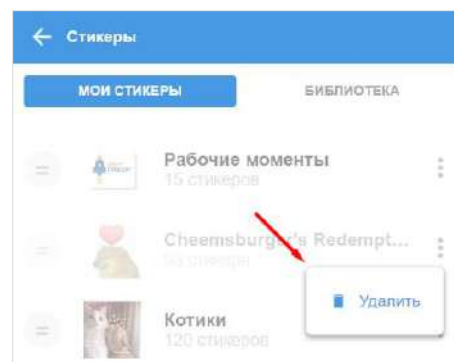 Стикеры
МОИ СТИКЕРЫ БИБЛИОТЕКА
Рабочие моменты
15 стикеров
Cheemsburger's Redempt...
Удалить
Котики
120 стикеров